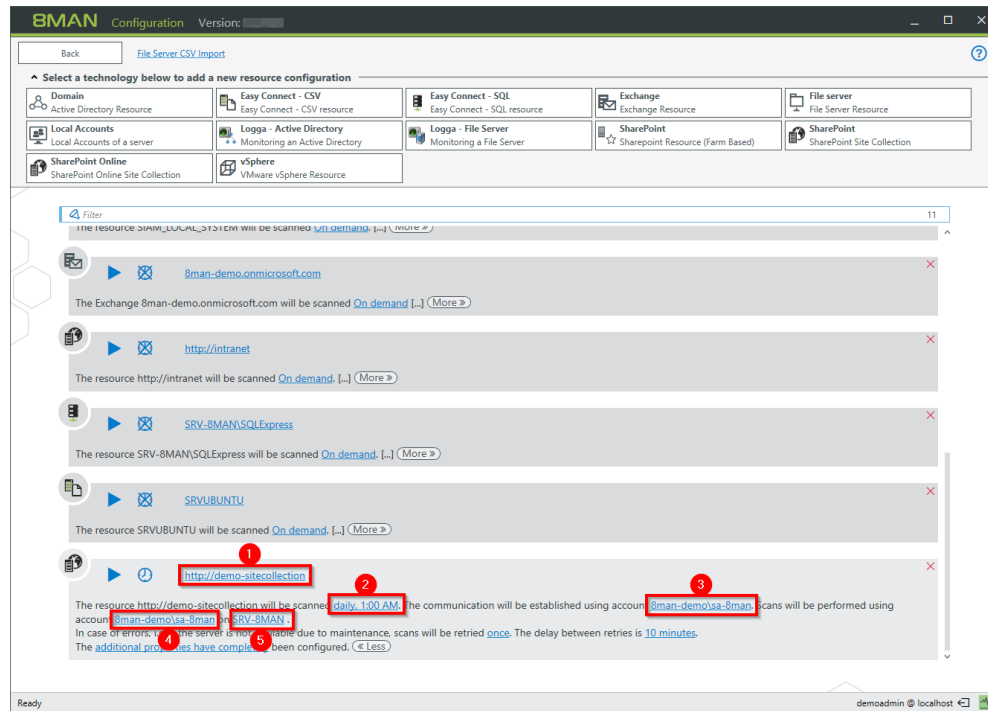 8MAN Configuration Version:
Back File Server CSV Import
Select a technology below to add a new resource configuration
Domain
Active Directory Resource
Easy Connect - CSV
Easy Connect - CSV resource
Easy Connect - SQL
Easy Connect - SQL resource
Exchange
Exchange Resource
File server
File Server Resource
Local Accounts
Local Accounts of a server
Logga - Active Directory
Monitoring an Active Directory
Logga - File Server
Monitoring a File Server
SharePoint
Sharepoint Resource (Farm Based)
SharePoint
SharePoint Site Collection
SharePoint Online
SharePoint Online Site Collection
vSphere
VMware vSphere Resource
Filter 11
The resource SIAM_LOCAL_SYSTEM will be scanned On demand. [...] (More »)
8man-demo.onmicrosoft.com
The Exchange 8man-demo.onmicrosoft.com will be scanned On demand [...] (More »)
http://intranet
The resource http://intranet will be scanned On demand. [...] (More »)
SRV-8MAN\SQLExpress
The resource SRV-8MAN\SQLExpress will be scanned On demand. [...] (More »)
SRVUBUNTU
The resource SRVUBUNTU will be scanned On demand. [...] (More »)
1
http://demo-sitecollection
2
3
The resource http://demo-sitecollection will be scanned daily, 1:00 AM. The communication will be established using account 8man-demo\sa-8man. Scans will be performed using
account 8man-demo\sa-8man on SRV-8MAN .
4
5
In case of errors, the server is not available due to maintenance, scans will be retried once. The delay between retries is 10 minutes.
The additional properties have completely been configured. (« Less)
Ready demoadmin @ localhost